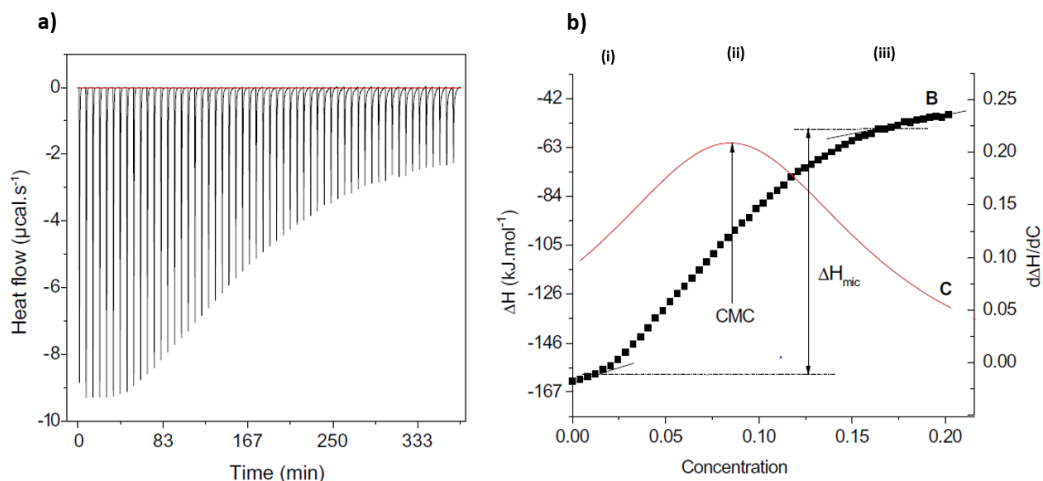 a)
0
-2
-4
-6
-8
-10
Heat flow (µcal.s⁻¹)
0 83 167 250 333
Time (min)
b)
(i) (ii) (iii)
-42
-63
-84
-105
-126
-146
-167
ΔH (kJ.mol⁻¹)
B
C
CMC
ΔHmic
0.25
0.20
0.15
0.10
0.05
0.00
dΔH/dC
0.00 0.05 0.10 0.15 0.20
Concentration